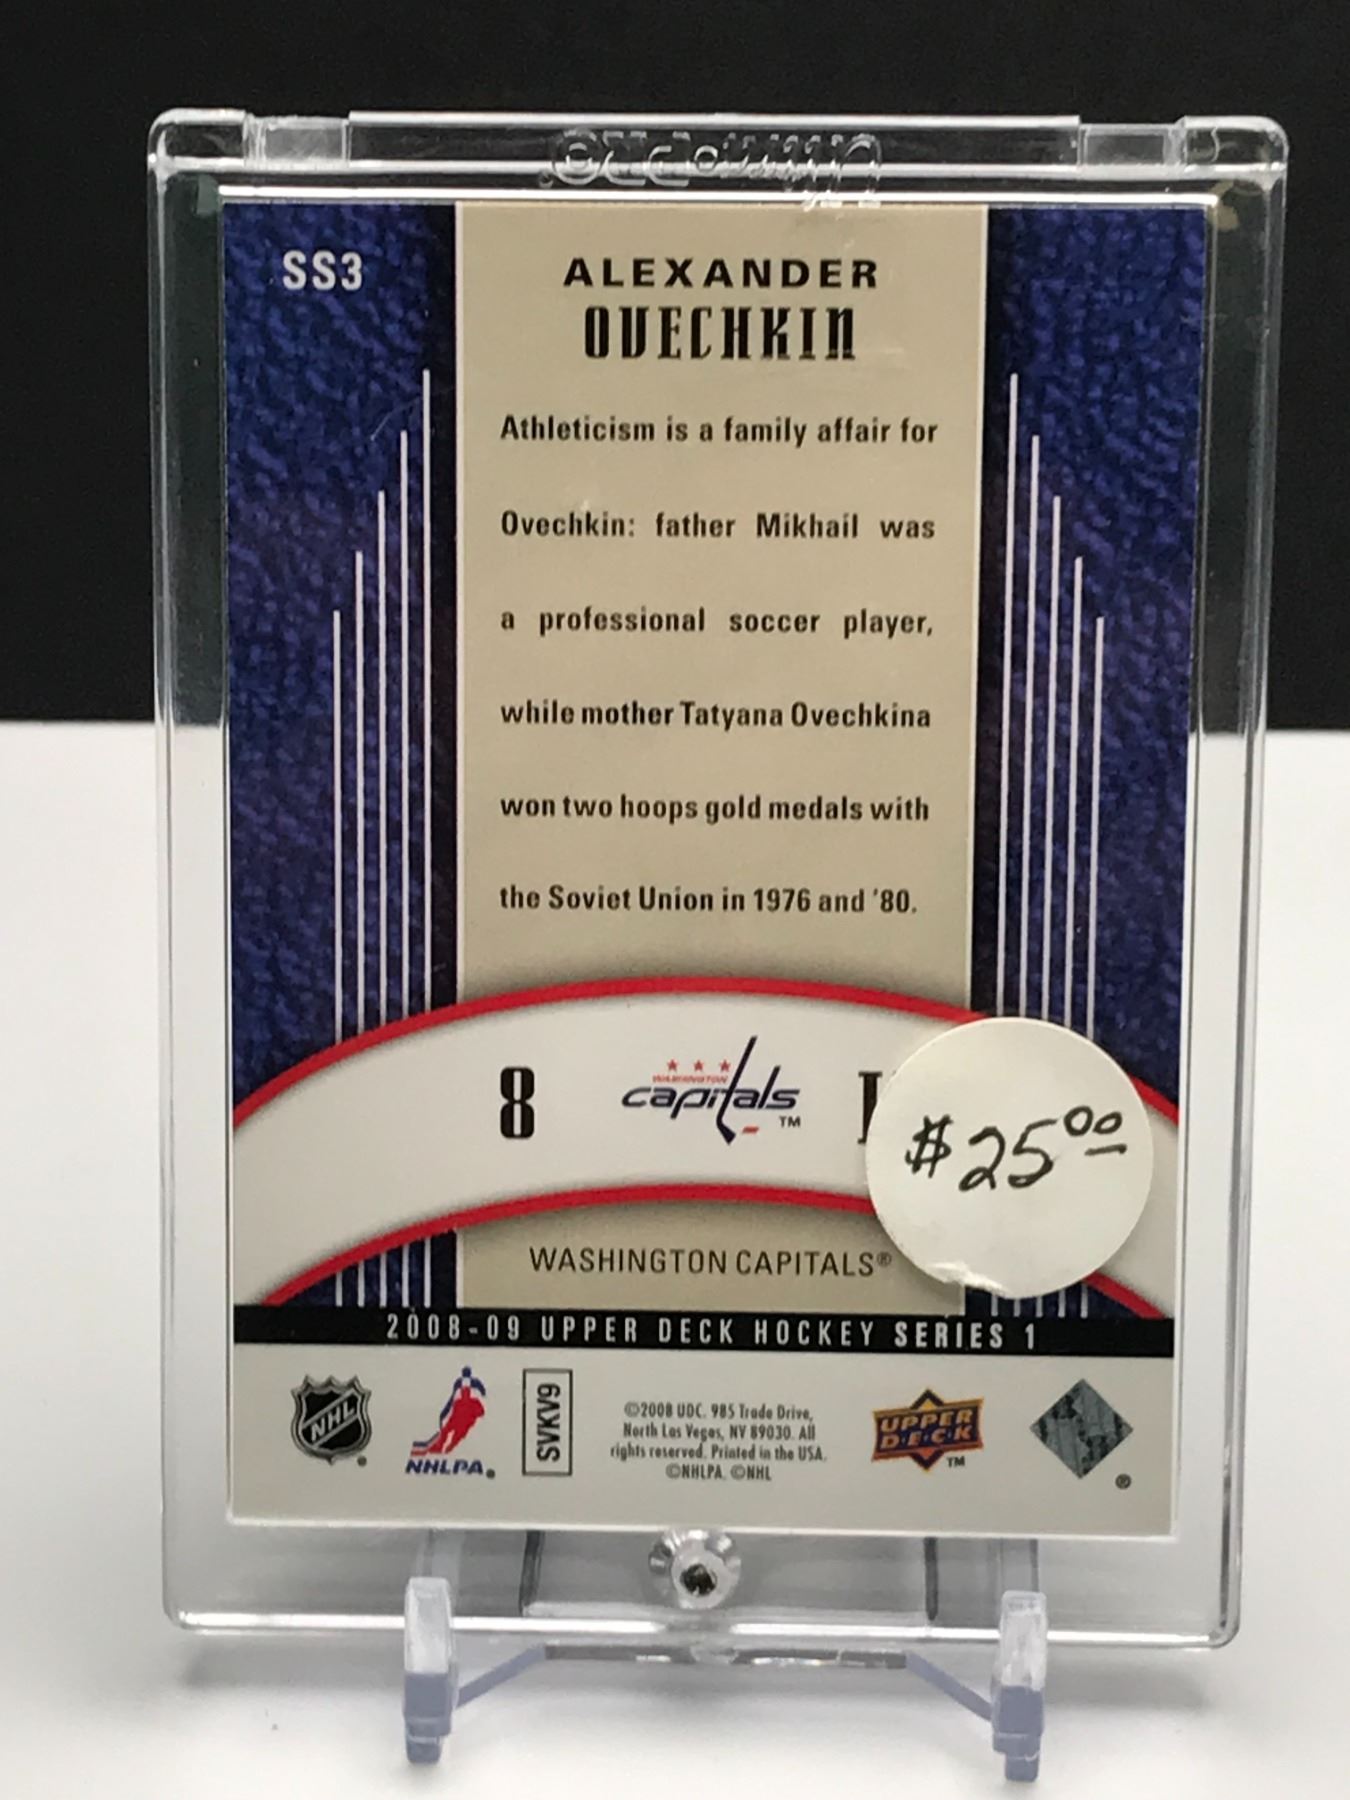 SS3
ALEXANDER
OVECHKIN
Athleticism is a family affair for
Ovechkin: father Mikhail was
a professional soccer player,
while mother Tatyana Ovechkina
won two hoops gold medals with
the Soviet Union in 1976 and '80.
8
WASHINGTON
capitals™
$25.00
WASHINGTON CAPITALS®
2008-09 UPPER DECK HOCKEY SERIES 1
NHL®
NHLPA®
SVKV9
©2008 UDC. 985 Trade Drive,
North Las Vegas, NV 89030. All
rights reserved. Printed in the USA.
©NHLPA. ©NHL
UPPER
D·E·C·K™
®